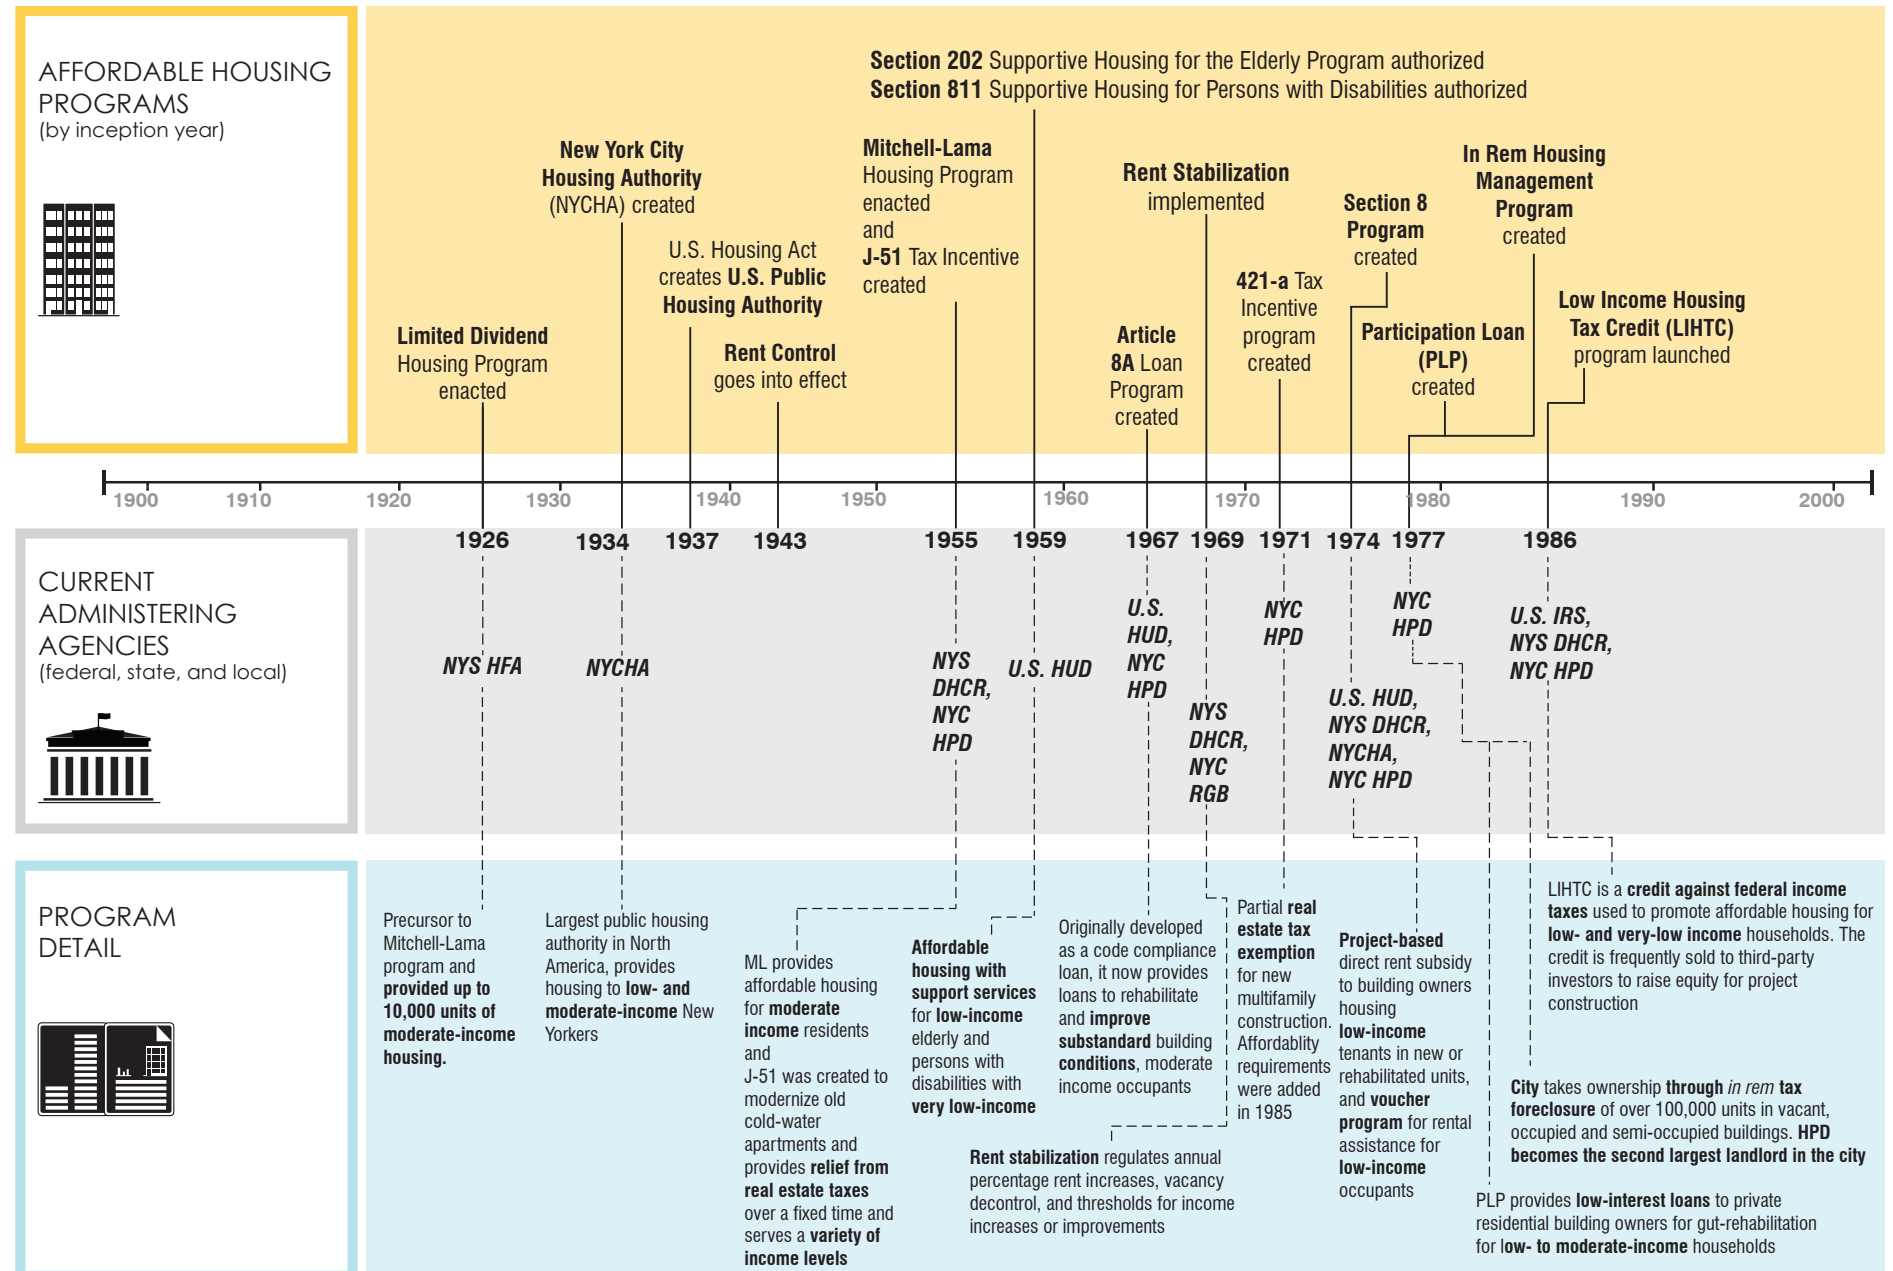 AFFORDABLE HOUSING
PROGRAMS
(by inception year)
Section 202 Supportive Housing for the Elderly Program authorized
Section 811 Supportive Housing for Persons with Disabilities authorized
Limited Dividend
Housing Program
enacted
New York City
Housing Authority
(NYCHA) created
U.S. Housing Act
creates U.S. Public
Housing Authority
Rent Control
goes into effect
Mitchell-Lama
Housing Program
enacted
and
J-51 Tax Incentive
created
Article
8A Loan
Program
created
Rent Stabilization
implemented
421-a Tax
Incentive
program
created
Section 8
Program
created
Participation Loan
(PLP)
created
In Rem Housing
Management
Program
created
Low Income Housing
Tax Credit (LIHTC)
program launched
1900
1910
1920
1930
1940
1950
1960
1970
1980
1990
2000
1926
1934
1937
1943
1955
1959
1967
1969
1971
1974
1977
1986
CURRENT
ADMINISTERING
AGENCIES
(federal, state, and local)
NYS HFA
NYCHA
NYS
DHCR,
NYC
HPD
U.S. HUD
U.S.
HUD,
NYC
HPD
NYS
DHCR,
NYC
RGB
NYC
HPD
U.S. HUD,
NYS DHCR,
NYCHA,
NYC HPD
NYC
HPD
U.S. IRS,
NYS DHCR,
NYC HPD
PROGRAM
DETAIL
Precursor to
Mitchell-Lama
program and
provided up to
10,000 units of
moderate-income
housing.
Largest public housing
authority in North
America, provides
housing to low- and
moderate-income New
Yorkers
ML provides
affordable housing
for moderate
income residents
and
J-51 was created to
modernize old
cold-water
apartments and
provides relief from
real estate taxes
over a fixed time and
serves a variety of
income levels
Affordable
housing with
support services
for low-income
elderly and
persons with
disabilities with
very low-income
Originally developed
as a code compliance
loan, it now provides
loans to rehabilitate
and improve
substandard building
conditions, moderate
income occupants
Rent stabilization regulates annual
percentage rent increases, vacancy
decontrol, and thresholds for income
increases or improvements
Partial real
estate tax
exemption
for new
multifamily
construction.
Affordablity
requirements
were added
in 1985
Project-based
direct rent subsidy
to building owners
housing
low-income
tenants in new or
rehabilitated units,
and voucher
program for rental
assistance for
low-income
occupants
LIHTC is a credit against federal income
taxes used to promote affordable housing for
low- and very-low income households. The
credit is frequently sold to third-party
investors to raise equity for project
construction
City takes ownership through in rem tax
foreclosure of over 100,000 units in vacant,
occupied and semi-occupied buildings. HPD
becomes the second largest landlord in the city
PLP provides low-interest loans to private
residential building owners for gut-rehabilitation
for low- to moderate-income households